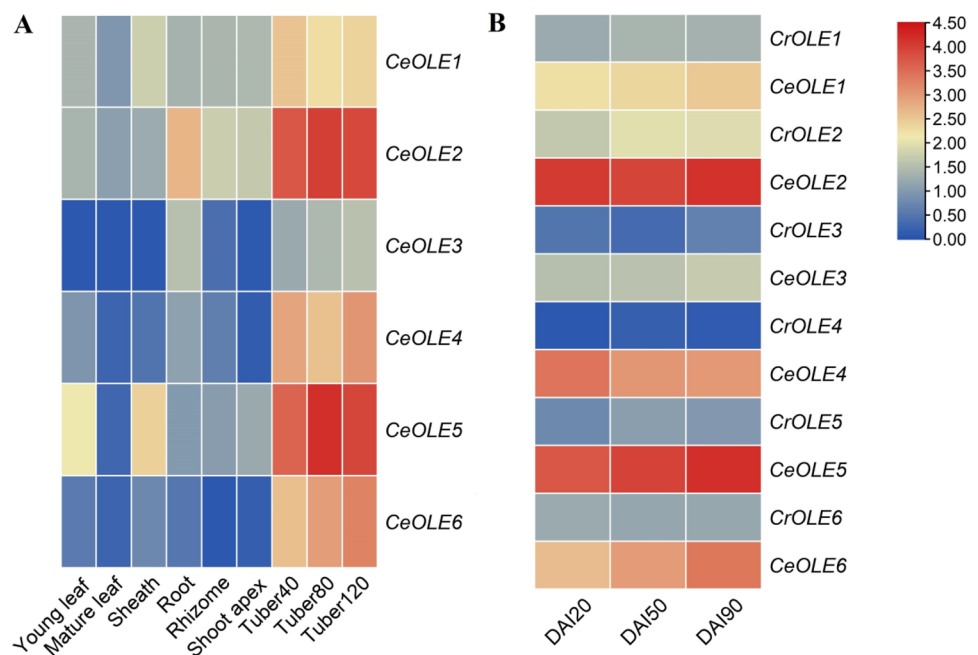 A
CeOLE1
CeOLE2
CeOLE3
CeOLE4
CeOLE5
CeOLE6
Young leaf
Mature leaf
Sheath
Root
Rhizome
Shoot apex
Tuber40
Tuber80
Tuber120
B
CrOLE1
CeOLE1
CrOLE2
CeOLE2
CrOLE3
CeOLE3
CrOLE4
CeOLE4
CrOLE5
CeOLE5
CrOLE6
CeOLE6
DAI20
DAI50
DAI90
4.50
4.00
3.50
3.00
2.50
2.00
1.50
1.00
0.50
0.00